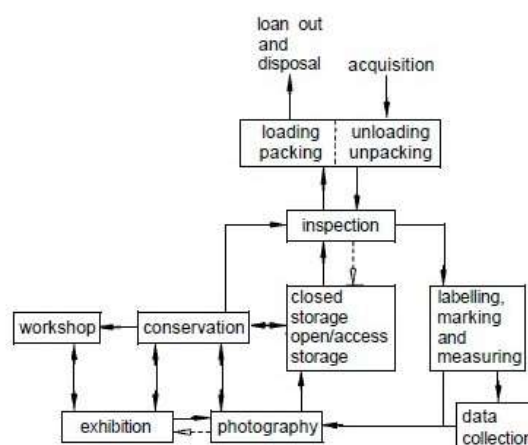 loan out
and
disposal
acquisition
loading
packing
unloading
unpacking
inspection
closed
storage
open/access
storage
labelling,
marking
and
measuring
workshop
conservation
exhibition
photography
data
collection